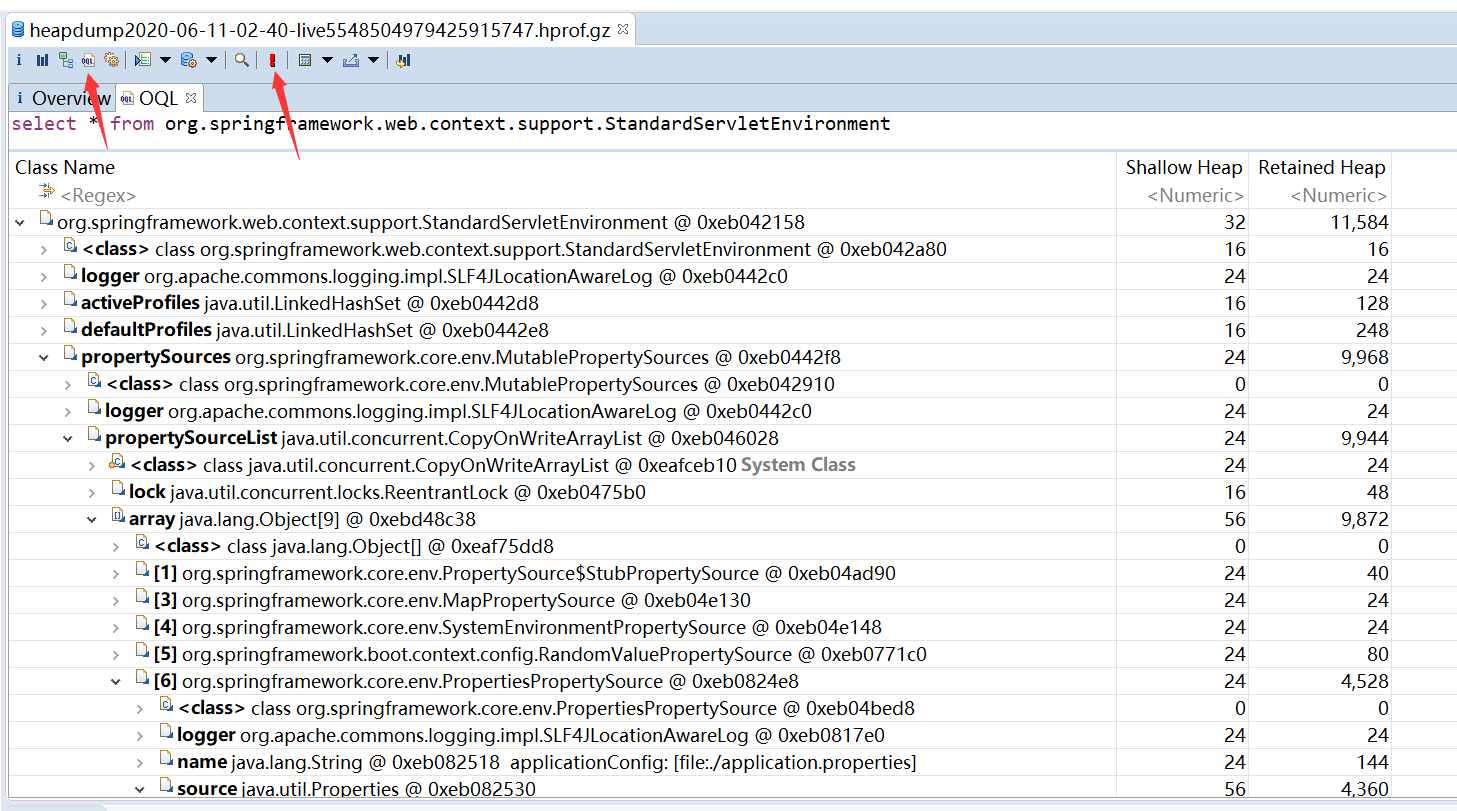 heapdump2020-06-11-02-40-live5548504979425915747.hprof.gz
i OQL
i Overview OQL OQL
select * from org.springframework.web.context.support.StandardServletEnvironment
Class Name Shallow Heap Retained Heap
<Regex> <Numeric> <Numeric>
org.springframework.web.context.support.StandardServletEnvironment @ 0xeb042158 32 11,584
<class> class org.springframework.web.context.support.StandardServletEnvironment @ 0xeb042a80 16 16
logger org.apache.commons.logging.impl.SLF4JLocationAwareLog @ 0xeb0442c0 24 24
activeProfiles java.util.LinkedHashSet @ 0xeb0442d8 16 128
defaultProfiles java.util.LinkedHashSet @ 0xeb0442e8 16 248
propertySources org.springframework.core.env.MutablePropertySources @ 0xeb0442f8 24 9,968
<class> class org.springframework.core.env.MutablePropertySources @ 0xeb042910 0 0
logger org.apache.commons.logging.impl.SLF4JLocationAwareLog @ 0xeb0442c0 24 24
propertySourceList java.util.concurrent.CopyOnWriteArrayList @ 0xeb046028 24 9,944
<class> class java.util.concurrent.CopyOnWriteArrayList @ 0xeafceb10 System Class 24 24
lock java.util.concurrent.locks.ReentrantLock @ 0xeb0475b0 16 48
array java.lang.Object[9] @ 0xebd48c38 56 9,872
<class> class java.lang.Object[] @ 0xeaf75dd8 0 0
[1] org.springframework.core.env.PropertySource$StubPropertySource @ 0xeb04ad90 24 40
[3] org.springframework.core.env.MapPropertySource @ 0xeb04e130 24 24
[4] org.springframework.core.env.SystemEnvironmentPropertySource @ 0xeb04e148 24 24
[5] org.springframework.boot.context.config.RandomValuePropertySource @ 0xeb0771c0 24 80
[6] org.springframework.core.env.PropertiesPropertySource @ 0xeb0824e8 24 4,528
<class> class org.springframework.core.env.PropertiesPropertySource @ 0xeb04bed8 0 0
logger org.apache.commons.logging.impl.SLF4JLocationAwareLog @ 0xeb0817e0 24 24
name java.lang.String @ 0xeb082518 applicationConfig: [file:./application.properties] 24 144
source java.util.Properties @ 0xeb082530 56 4,360